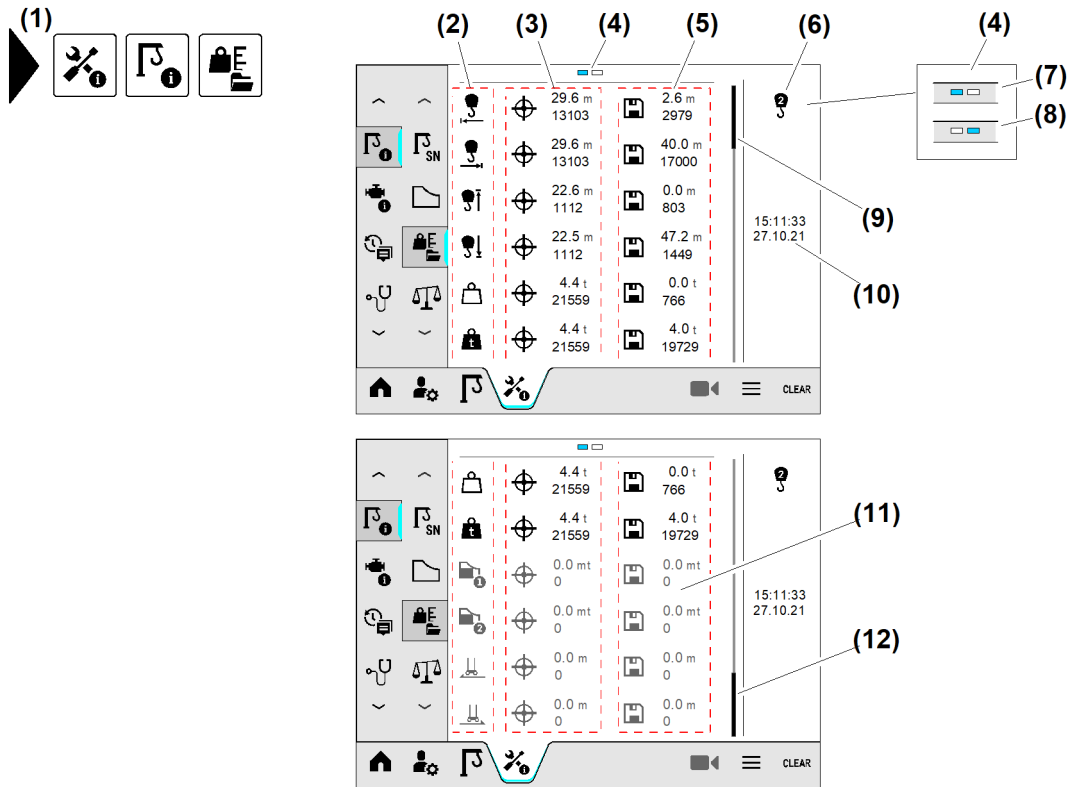 (1)
(2) (3) (4) (5) (6) (4)
E
29.6 m 2.6 m
13103 2979
2
(7)
(8)
29.6 m 40.0 m
13103 17000
SN
22.6 m 0.0 m
1112 803
(9)
15:11:33
27.10.21
22.5 m 47.2 m
1112 1449
E
(10)
4.4 t 0.0 t
21559 766
4.4 t 4.0 t
21559 19729
t
CLEAR
4.4 t 0.0 t
21559 766
2
4.4 t 4.0 t
21559 19729
SN
t
(11)
0.0 mt 0.0 mt
0 0
1
15:11:33
27.10.21
0.0 mt 0.0 mt
0 0
E
2
(12)
0.0 m 0.0 m
0 0
0.0 m 0.0 m
0 0
CLEAR